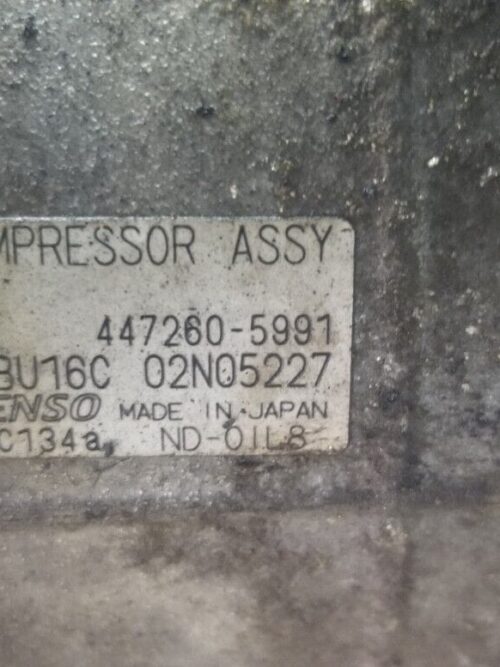 MPRESSOR ASSY
447260-5991
BU16C 02N05227
ENSO MADE IN JAPAN
C134a, ND-OIL8